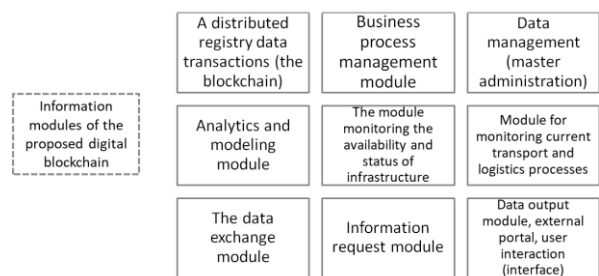 A distributed
registry data
transactions (the
blockchain)
Business
process
management
module
Data
management
(master
administration)
Information
modules of the
proposed digital
blockchain
Analytics and
modeling
module
The module
monitoring the
availability and
status of
infrastructure
Module for
monitoring current
transport and
logistics processes
The data
exchange
module
Information
request module
Data output
module, external
portal, user
interaction
(interface)